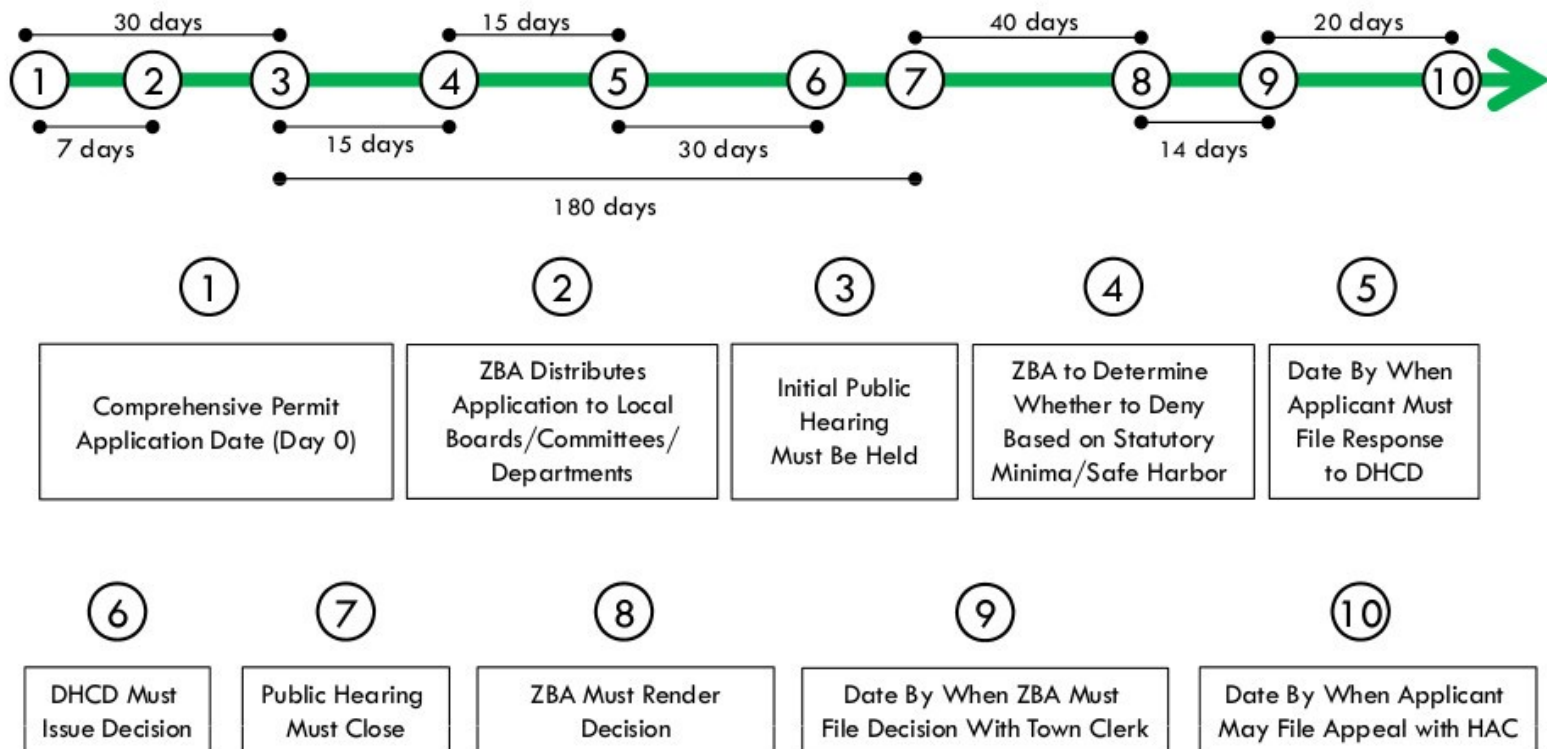 30 days
15 days
40 days
20 days
1
2
3
4
5
6
7
8
9
10
7 days
15 days
30 days
14 days
180 days
1
2
3
4
5
Comprehensive Permit
Application Date (Day 0)
ZBA Distributes
Application to Local
Boards/Committees/
Departments
Initial Public
Hearing
Must Be Held
ZBA to Determine
Whether to Deny
Based on Statutory
Minima/Safe Harbor
Date By When
Applicant Must
File Response
to DHCD
6
7
8
9
10
DHCD Must
Issue Decision
Public Hearing
Must Close
ZBA Must Render
Decision
Date By When ZBA Must
File Decision With Town Clerk
Date By When Applicant
May File Appeal with HAC